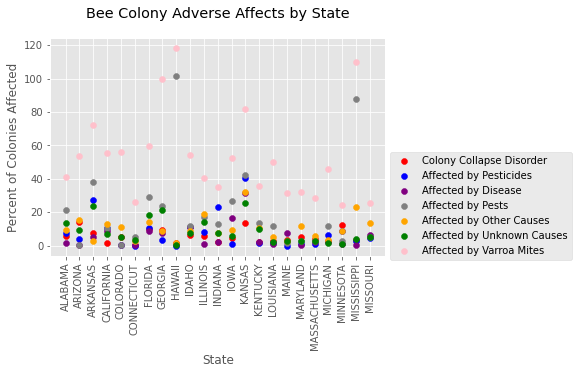 Bee Colony Adverse Affects by State
Percent of Colonies Affected
120
100
80
60
40
20
0
ALABAMA
ARIZONA
ARKANSAS
CALIFORNIA
COLORADO
CONNECTICUT
FLORIDA
GEORGIA
HAWAII
IDAHO
ILLINOIS
INDIANA
IOWA
KANSAS
KENTUCKY
LOUISIANA
MAINE
MARYLAND
MASSACHUSETTS
MICHIGAN
MINNESOTA
MISSISSIPPI
MISSOURI
State
Colony Collapse Disorder
Affected by Pesticides
Affected by Disease
Affected by Pests
Affected by Other Causes
Affected by Unknown Causes
Affected by Varroa Mites